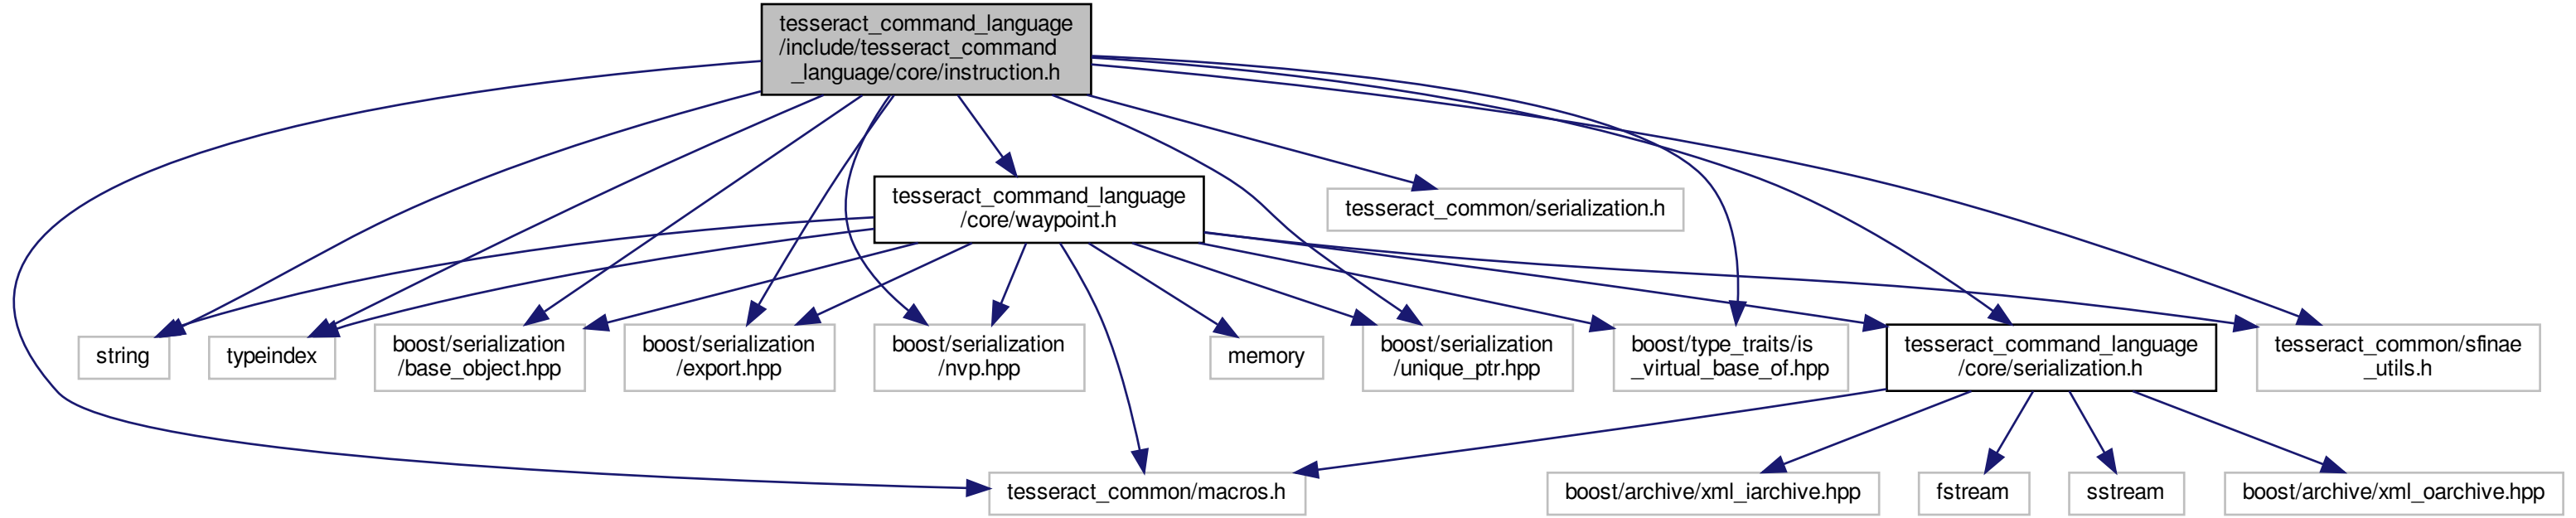 tesseract_command_language
/include/tesseract_command
_language/core/instruction.h
tesseract_command_language
/core/waypoint.h
tesseract_common/serialization.h
string
typeindex
boost/serialization
/base_object.hpp
boost/serialization
/export.hpp
boost/serialization
/nvp.hpp
memory
boost/serialization
/unique_ptr.hpp
boost/type_traits/is
_virtual_base_of.hpp
tesseract_command_language
/core/serialization.h
tesseract_common/sfinae
_utils.h
tesseract_common/macros.h
boost/archive/xml_iarchive.hpp
fstream
sstream
boost/archive/xml_oarchive.hpp